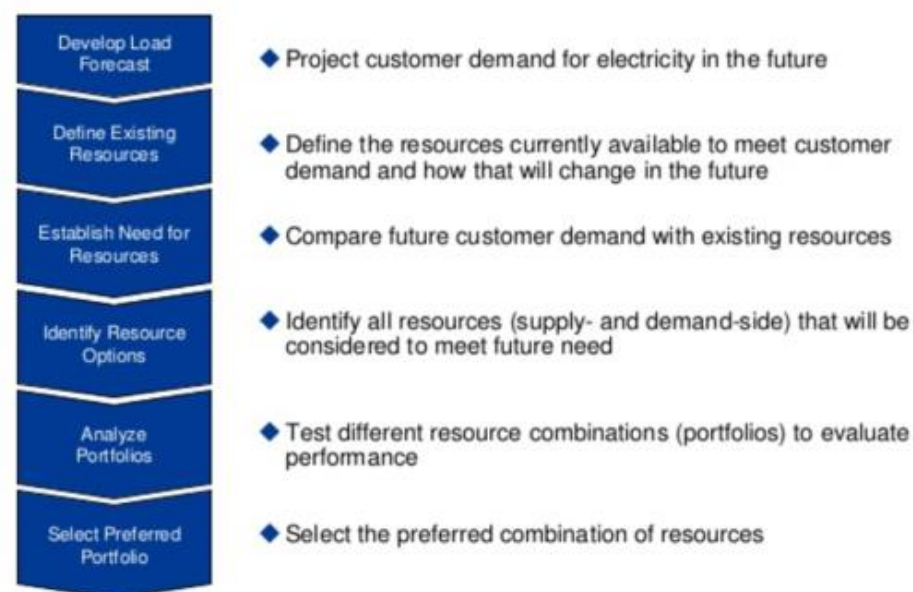 Develop Load
Forecast
◆ Project customer demand for electricity in the future
Define Existing
Resources
◆ Define the resources currently available to meet customer
demand and how that will change in the future
Establish Need for
Resources
◆ Compare future customer demand with existing resources
Identify Resource
Options
◆ Identify all resources (supply- and demand-side) that will be
considered to meet future need
Analyze
Portfolios
◆ Test different resource combinations (portfolios) to evaluate
performance
Select Preferred
Portfolio
◆ Select the preferred combination of resources